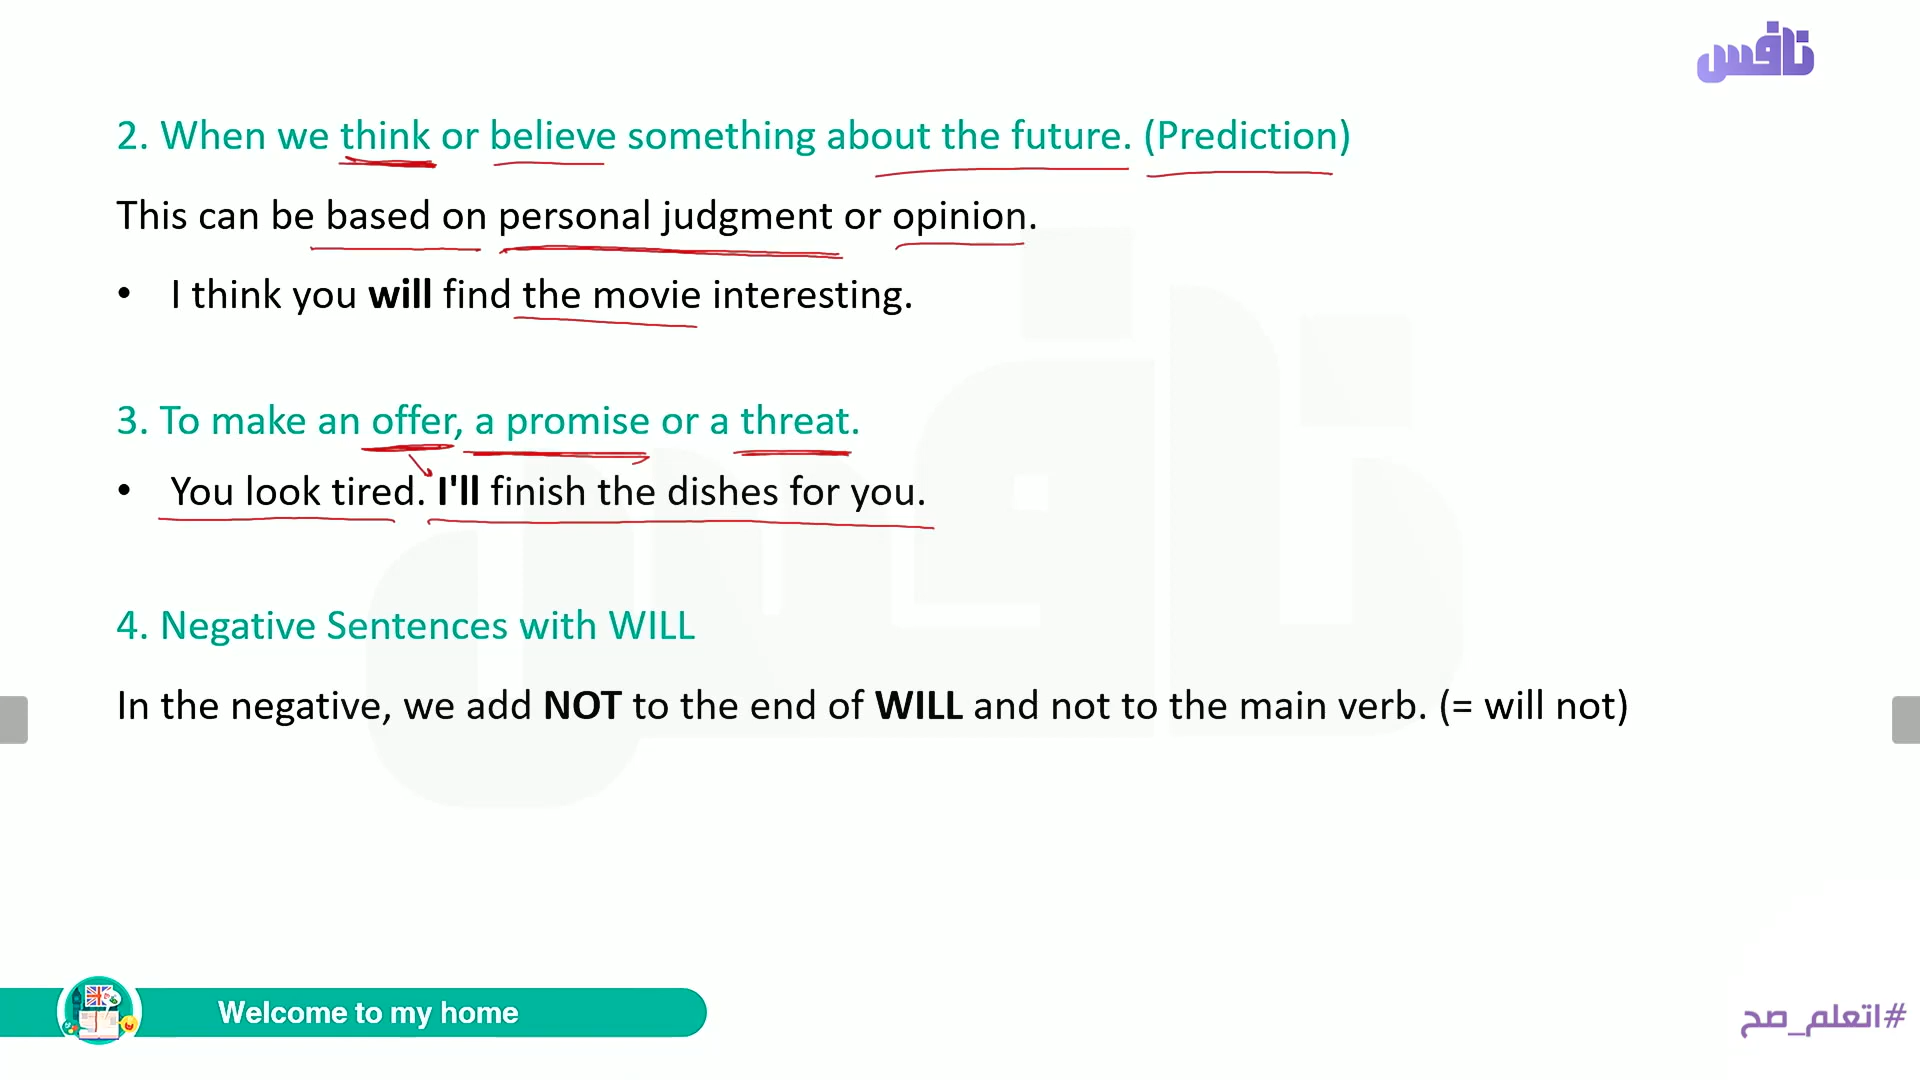 نافس
2. When we think or believe something about the future. (Prediction)
This can be based on personal judgment or opinion.
• I think you will find the movie interesting.
3. To make an offer, a promise or a threat.
• You look tired. I'll finish the dishes for you.
4. Negative Sentences with WILL
In the negative, we add NOT to the end of WILL and not to the main verb. (= will not)
Welcome to my home
#اتعلم_صح